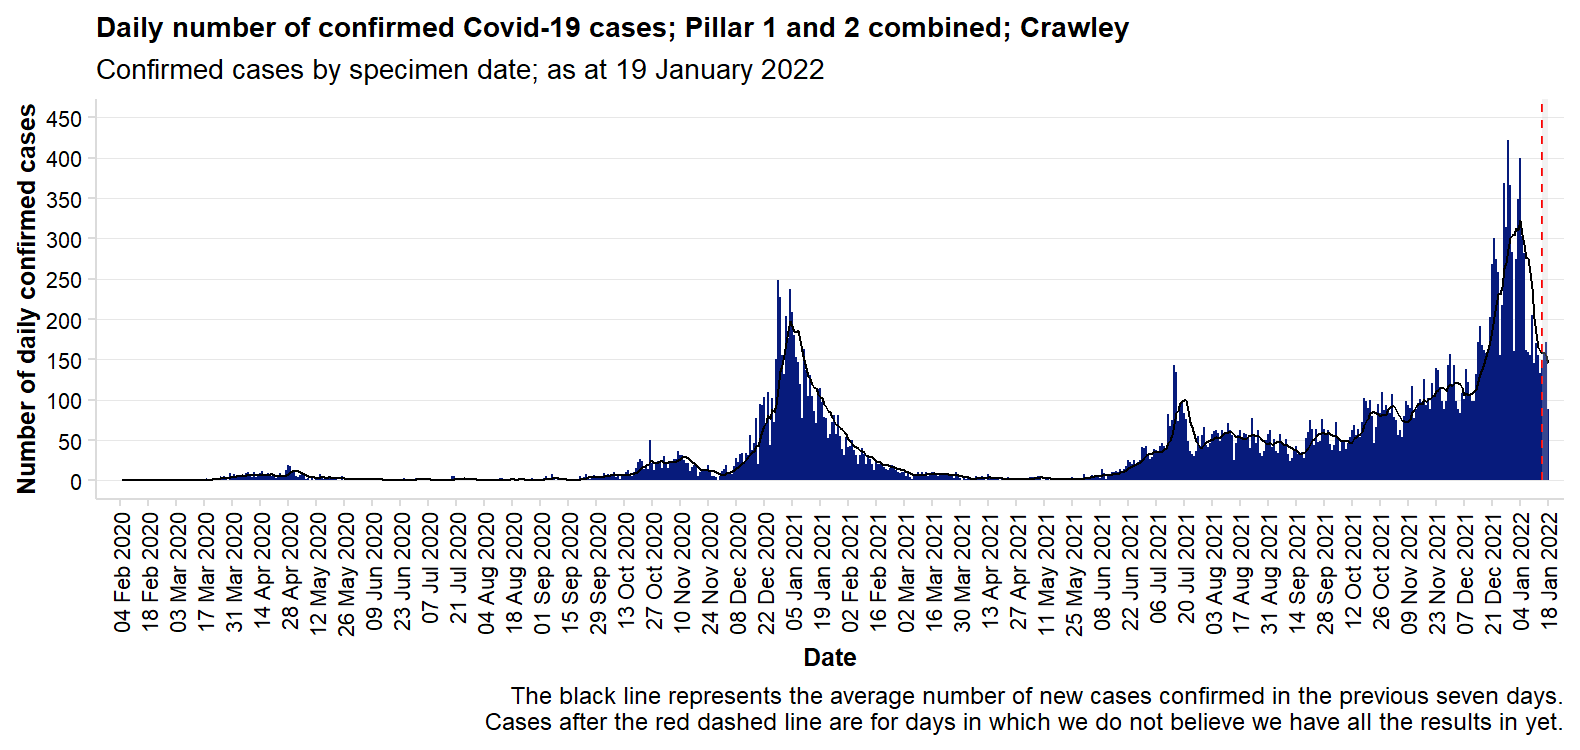 Daily number of confirmed Covid-19 cases; Pillar 1 and 2 combined; Crawley
Confirmed cases by specimen date; as at 19 January 2022
Number of daily confirmed cases
450
400
350
300
250
200
150
100
50
0
04 Feb 2020
18 Feb 2020
03 Mar 2020
17 Mar 2020
31 Mar 2020
14 Apr 2020
28 Apr 2020
12 May 2020
26 May 2020
09 Jun 2020
23 Jun 2020
07 Jul 2020
21 Jul 2020
04 Aug 2020
18 Aug 2020
01 Sep 2020
15 Sep 2020
29 Sep 2020
13 Oct 2020
27 Oct 2020
10 Nov 2020
24 Nov 2020
08 Dec 2020
22 Dec 2020
05 Jan 2021
19 Jan 2021
02 Feb 2021
16 Feb 2021
02 Mar 2021
16 Mar 2021
30 Mar 2021
13 Apr 2021
27 Apr 2021
11 May 2021
25 May 2021
08 Jun 2021
22 Jun 2021
06 Jul 2021
20 Jul 2021
03 Aug 2021
17 Aug 2021
31 Aug 2021
14 Sep 2021
28 Sep 2021
12 Oct 2021
26 Oct 2021
09 Nov 2021
23 Nov 2021
07 Dec 2021
21 Dec 2021
04 Jan 2022
18 Jan 2022
Date
The black line represents the average number of new cases confirmed in the previous seven days.
Cases after the red dashed line are for days in which we do not believe we have all the results in yet.